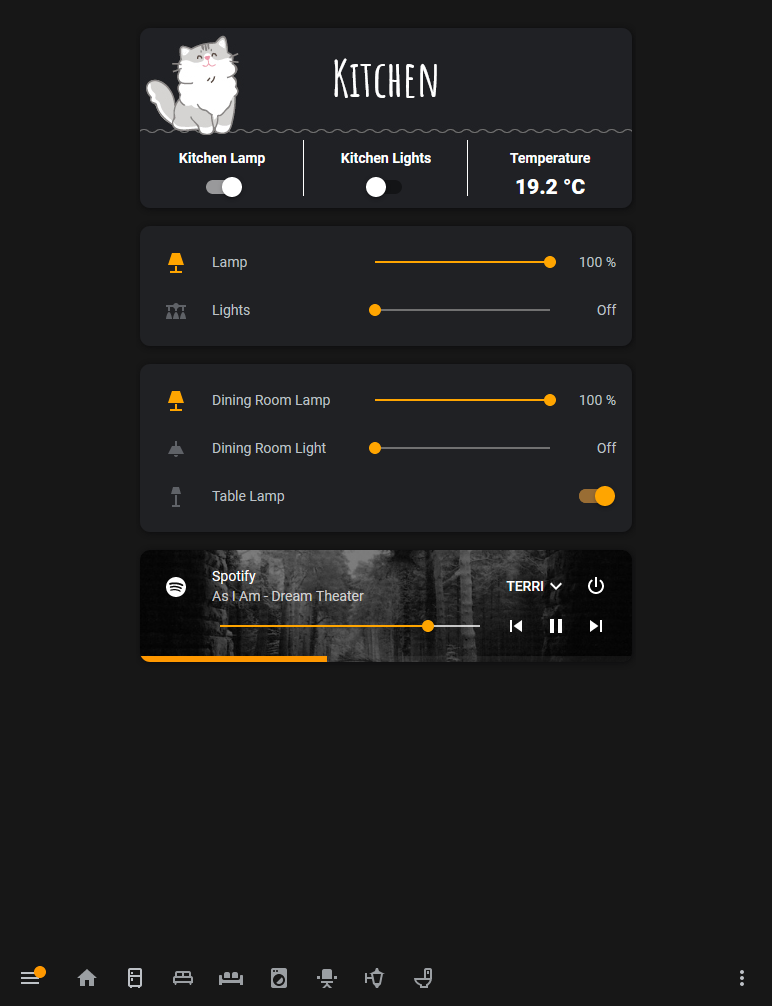 Kitchen
Kitchen Lamp Kitchen Lights Temperature
19.2 °C
Lamp 100 %
Lights Off
Dining Room Lamp 100 %
Dining Room Light Off
Table Lamp
Spotify
As I Am - Dream Theater
TERRI